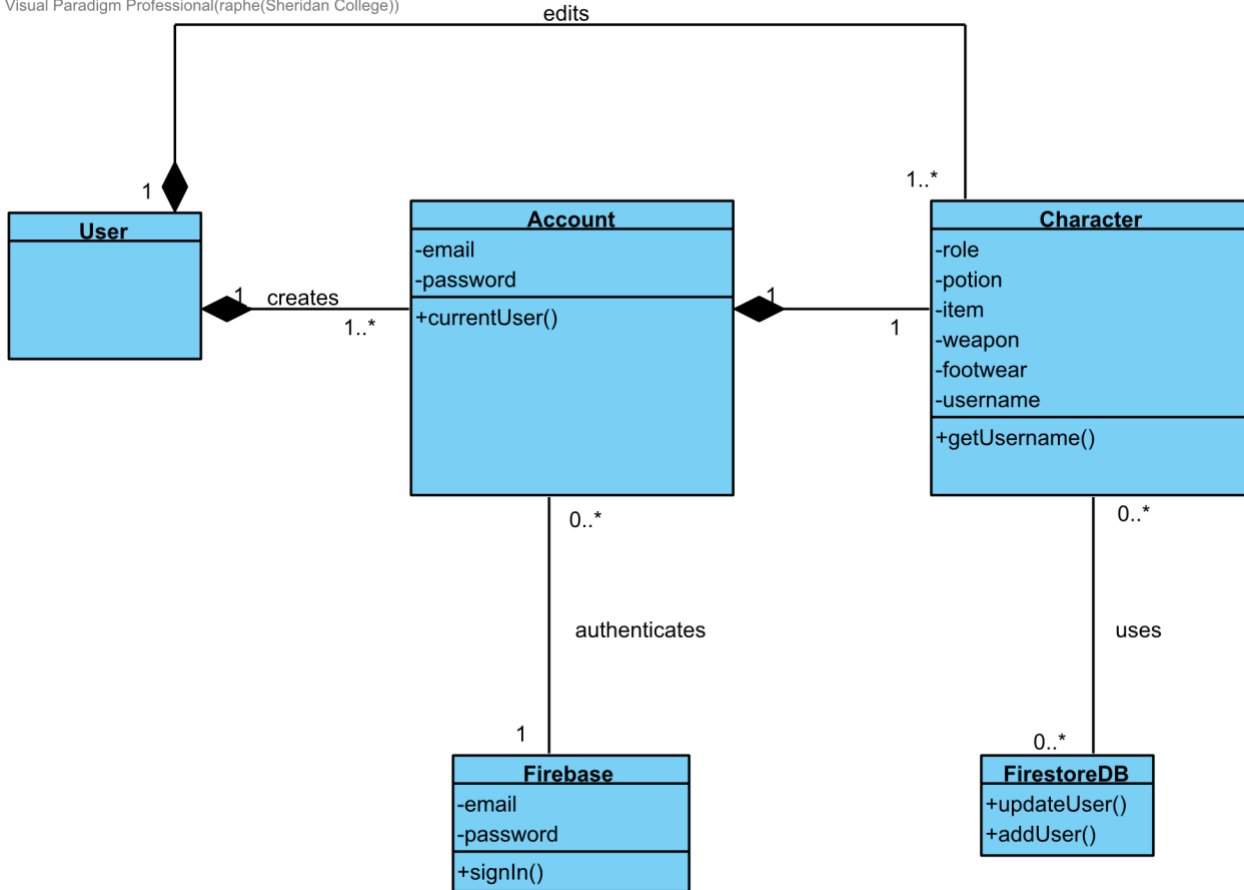 Visual Paradigm Professional(raphe(Sheridan College))
edits
1
1..*
User
1
creates
1..*
Account
-email
-password
+currentUser()
1
1
Character
-role
-potion
-item
-weapon
-footwear
-username
+getUsername()
0..*
authenticates
1
0..*
uses
0..*
Firebase
-email
-password
+signIn()
FirestoreDB
+updateUser()
+addUser()